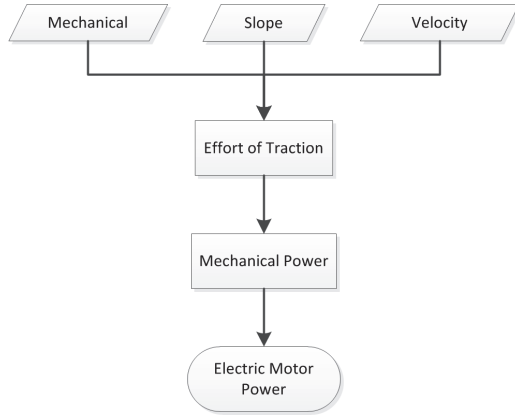 Mechanical
Slope
Velocity
Effort of Traction
Mechanical Power
Electric Motor
Power